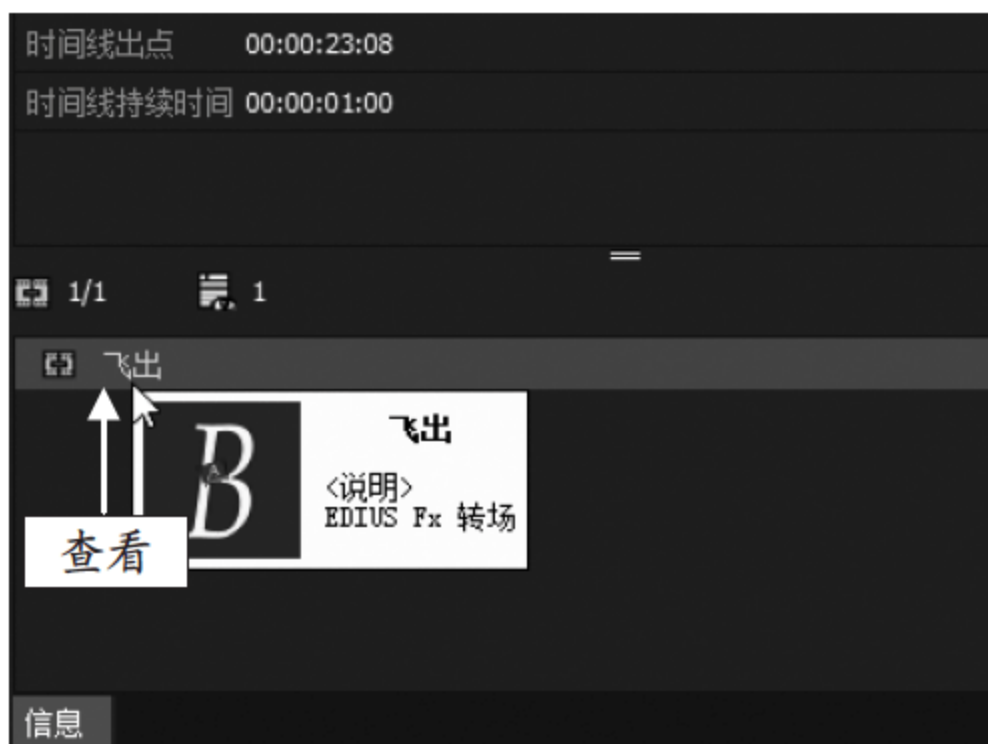 时间线出点 00:00:23:08
时间线持续时间 00:00:01:00
1/1 1
飞出
B
A
飞出
<说明>
EDIUS Fx 转场
查看
信息